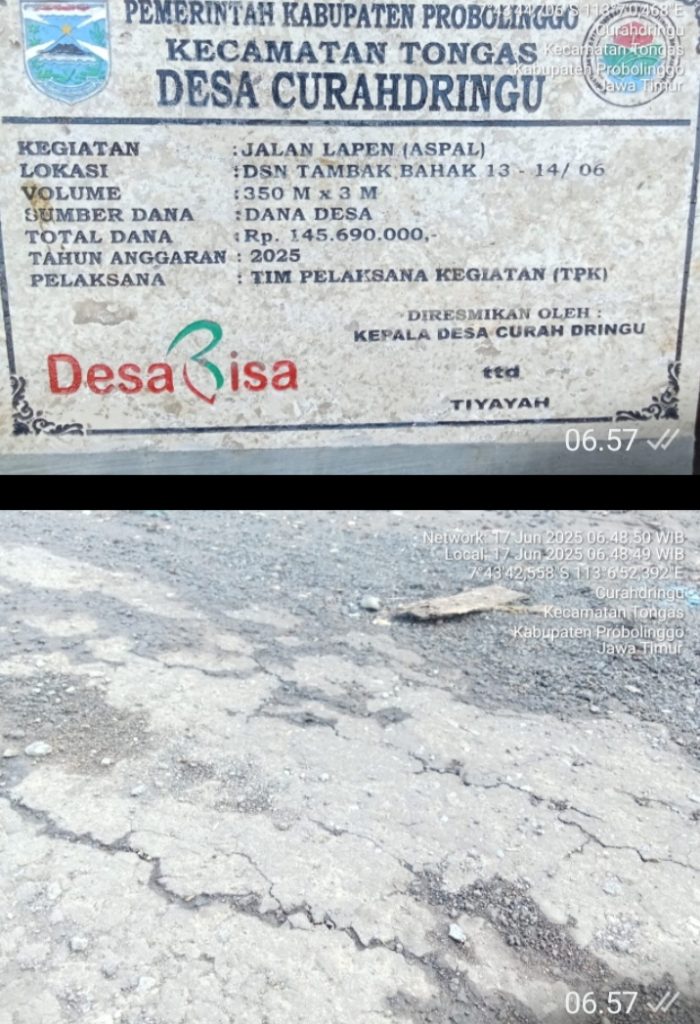 PEMERINTAH KABUPATEN PROBOLINGGO
KECAMATAN TONGAS
DESA CURAHDRINGU
Curahdringu
Kecamatan Tongas
Kabupaten Probolinggo
Jawa Timur
KEGIATAN : JALAN LAPEN (ASPAL)
LOKASI : DSN TAMBAK BAHAK 13 - 14/ 06
VOLUME : 350 M x 3 M
SUMBER DANA : DANA DESA
TOTAL DANA : Rp. 145.690.000,-
TAHUN ANGGARAN : 2025
PELAKSANA : TIM PELAKSANA KEGIATAN (TPK)
DIRESMIKAN OLEH :
KEPALA DESA CURAH DRINGU
ttd
TIYAYAH
DesaBisa
06.57
Network: 17 Jun 2025 06.48.50 WIB
Local: 17 Jun 2025 06.48.49 WIB
7°43'42,558" S 113°6'52,392" E
Curahdringu
Kecamatan Tongas
Kabupaten Probolinggo
Jawa Timur
06.57